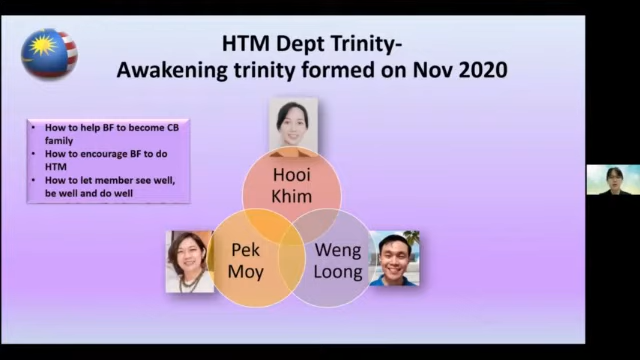 HTM Dept Trinity-
Awakening trinity formed on Nov 2020
• How to help BF to become CB
family
• How to encourage BF to do
HTM
• How to let member see well,
be well and do well
Hooi
Khim
Pek
Moy
Weng
Loong